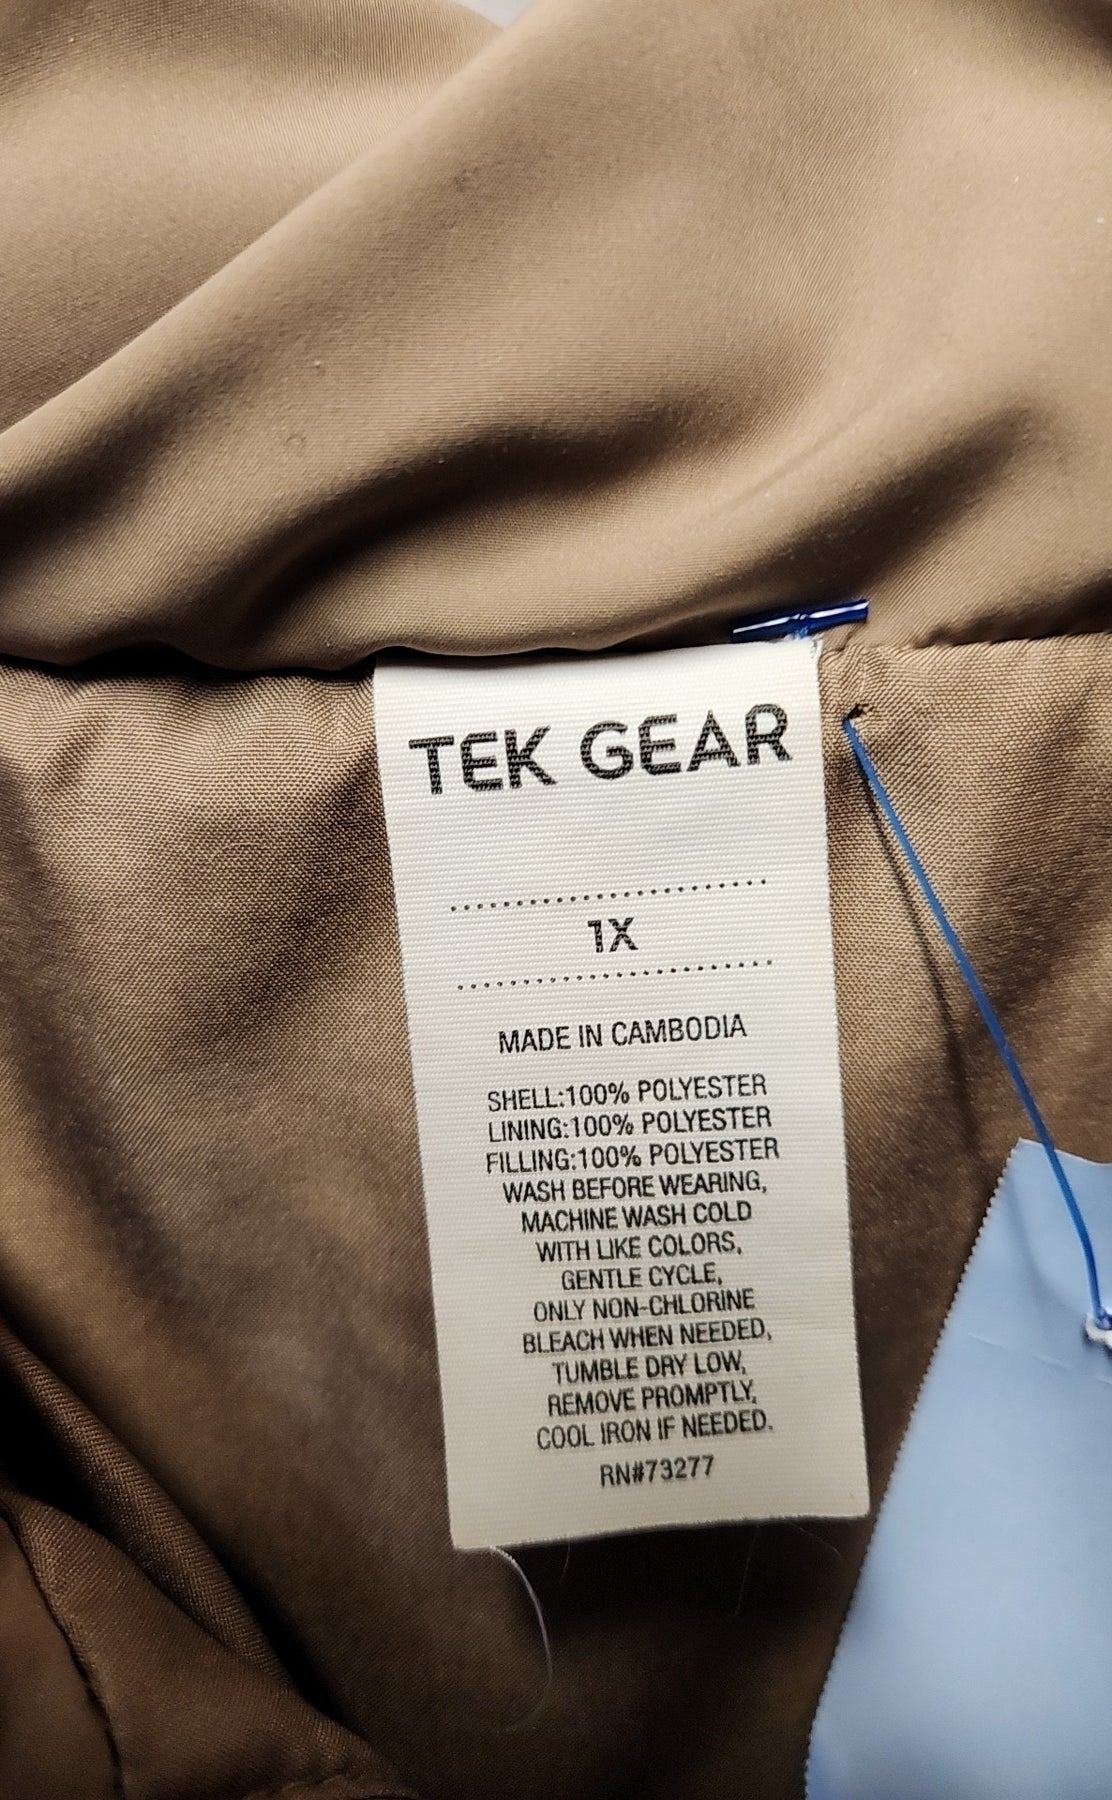 TEK GEAR
1X
MADE IN CAMBODIA
SHELL:100% POLYESTER
LINING:100% POLYESTER
FILLING:100% POLYESTER
WASH BEFORE WEARING,
MACHINE WASH COLD
WITH LIKE COLORS,
GENTLE CYCLE,
ONLY NON-CHLORINE
BLEACH WHEN NEEDED,
TUMBLE DRY LOW,
REMOVE PROMPTLY,
COOL IRON IF NEEDED.
RN#73277